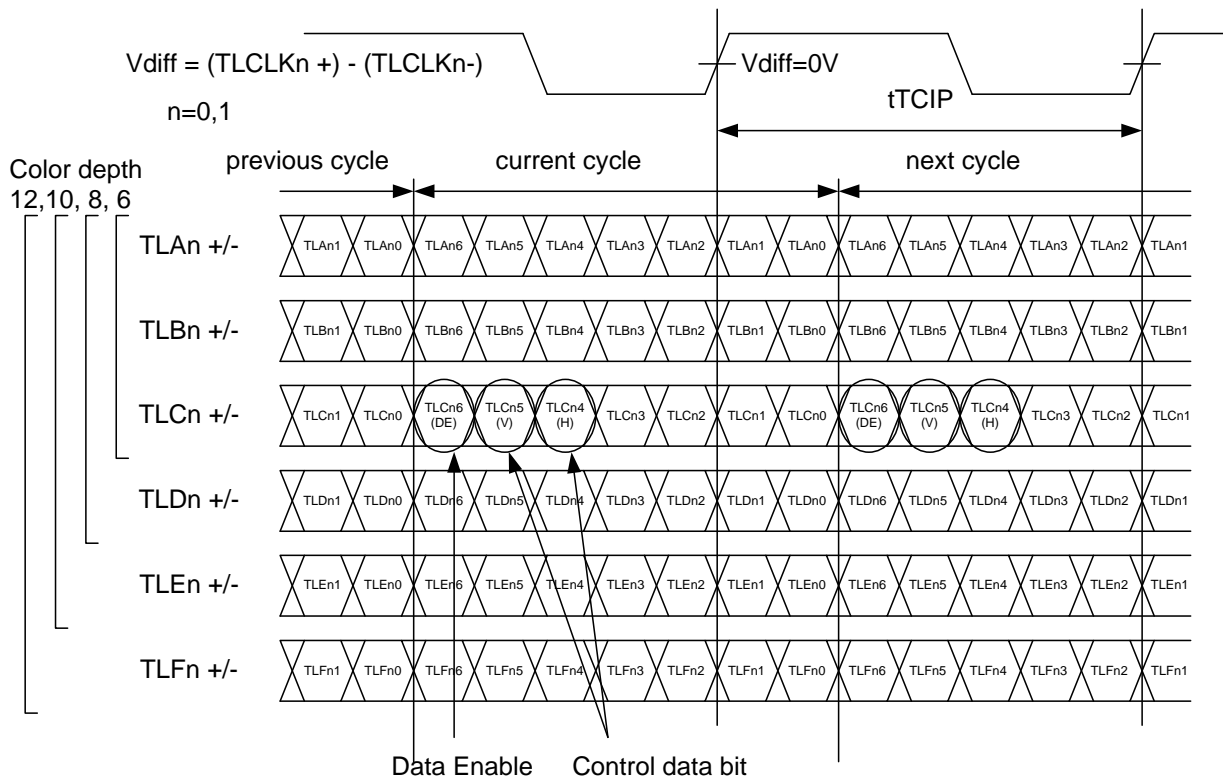 Vdiff = (TLCLKn +) - (TLCLKn-)
Vdiff=0V
n=0,1
tTCIP
previous cycle current cycle next cycle
Color depth
12,10, 8, 6
TLAn +/- TLAn1 TLAn0 TLAn6 TLAn5 TLAn4 TLAn3 TLAn2 TLAn1 TLAn0 TLAn6 TLAn5 TLAn4 TLAn3 TLAn2 TLAn1
TLBn +/- TLBn1 TLBn0 TLBn6 TLBn5 TLBn4 TLBn3 TLBn2 TLBn1 TLBn0 TLBn6 TLBn5 TLBn4 TLBn3 TLBn2 TLBn1
TLCn +/- TLCn1 TLCn0 TLCn6 (DE) TLCn5 (V) TLCn4 (H) TLCn3 TLCn2 TLCn1 TLCn0 TLCn6 (DE) TLCn5 (V) TLCn4 (H) TLCn3 TLCn2 TLCn1
TLDn +/- TLDn1 TLDn0 TLDn6 TLDn5 TLDn4 TLDn3 TLDn2 TLDn1 TLDn0 TLDn6 TLDn5 TLDn4 TLDn3 TLDn2 TLDn1
TLEn +/- TLEn1 TLEn0 TLEn6 TLEn5 TLEn4 TLEn3 TLEn2 TLEn1 TLEn0 TLEn6 TLEn5 TLEn4 TLEn3 TLEn2 TLEn1
TLFn +/- TLFn1 TLFn0 TLFn6 TLFn5 TLFn4 TLFn3 TLFn2 TLFn1 TLFn0 TLFn6 TLFn5 TLFn4 TLFn3 TLFn2 TLFn1
Data Enable Control data bit